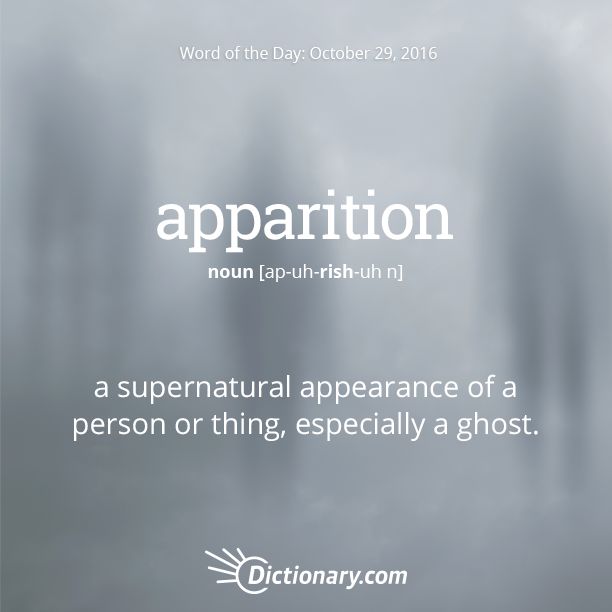 Word of the Day: October 29, 2016
apparition
noun [ap-uh-rish-uh n]
a supernatural appearance of a
person or thing, especially a ghost.
Dictionary.com